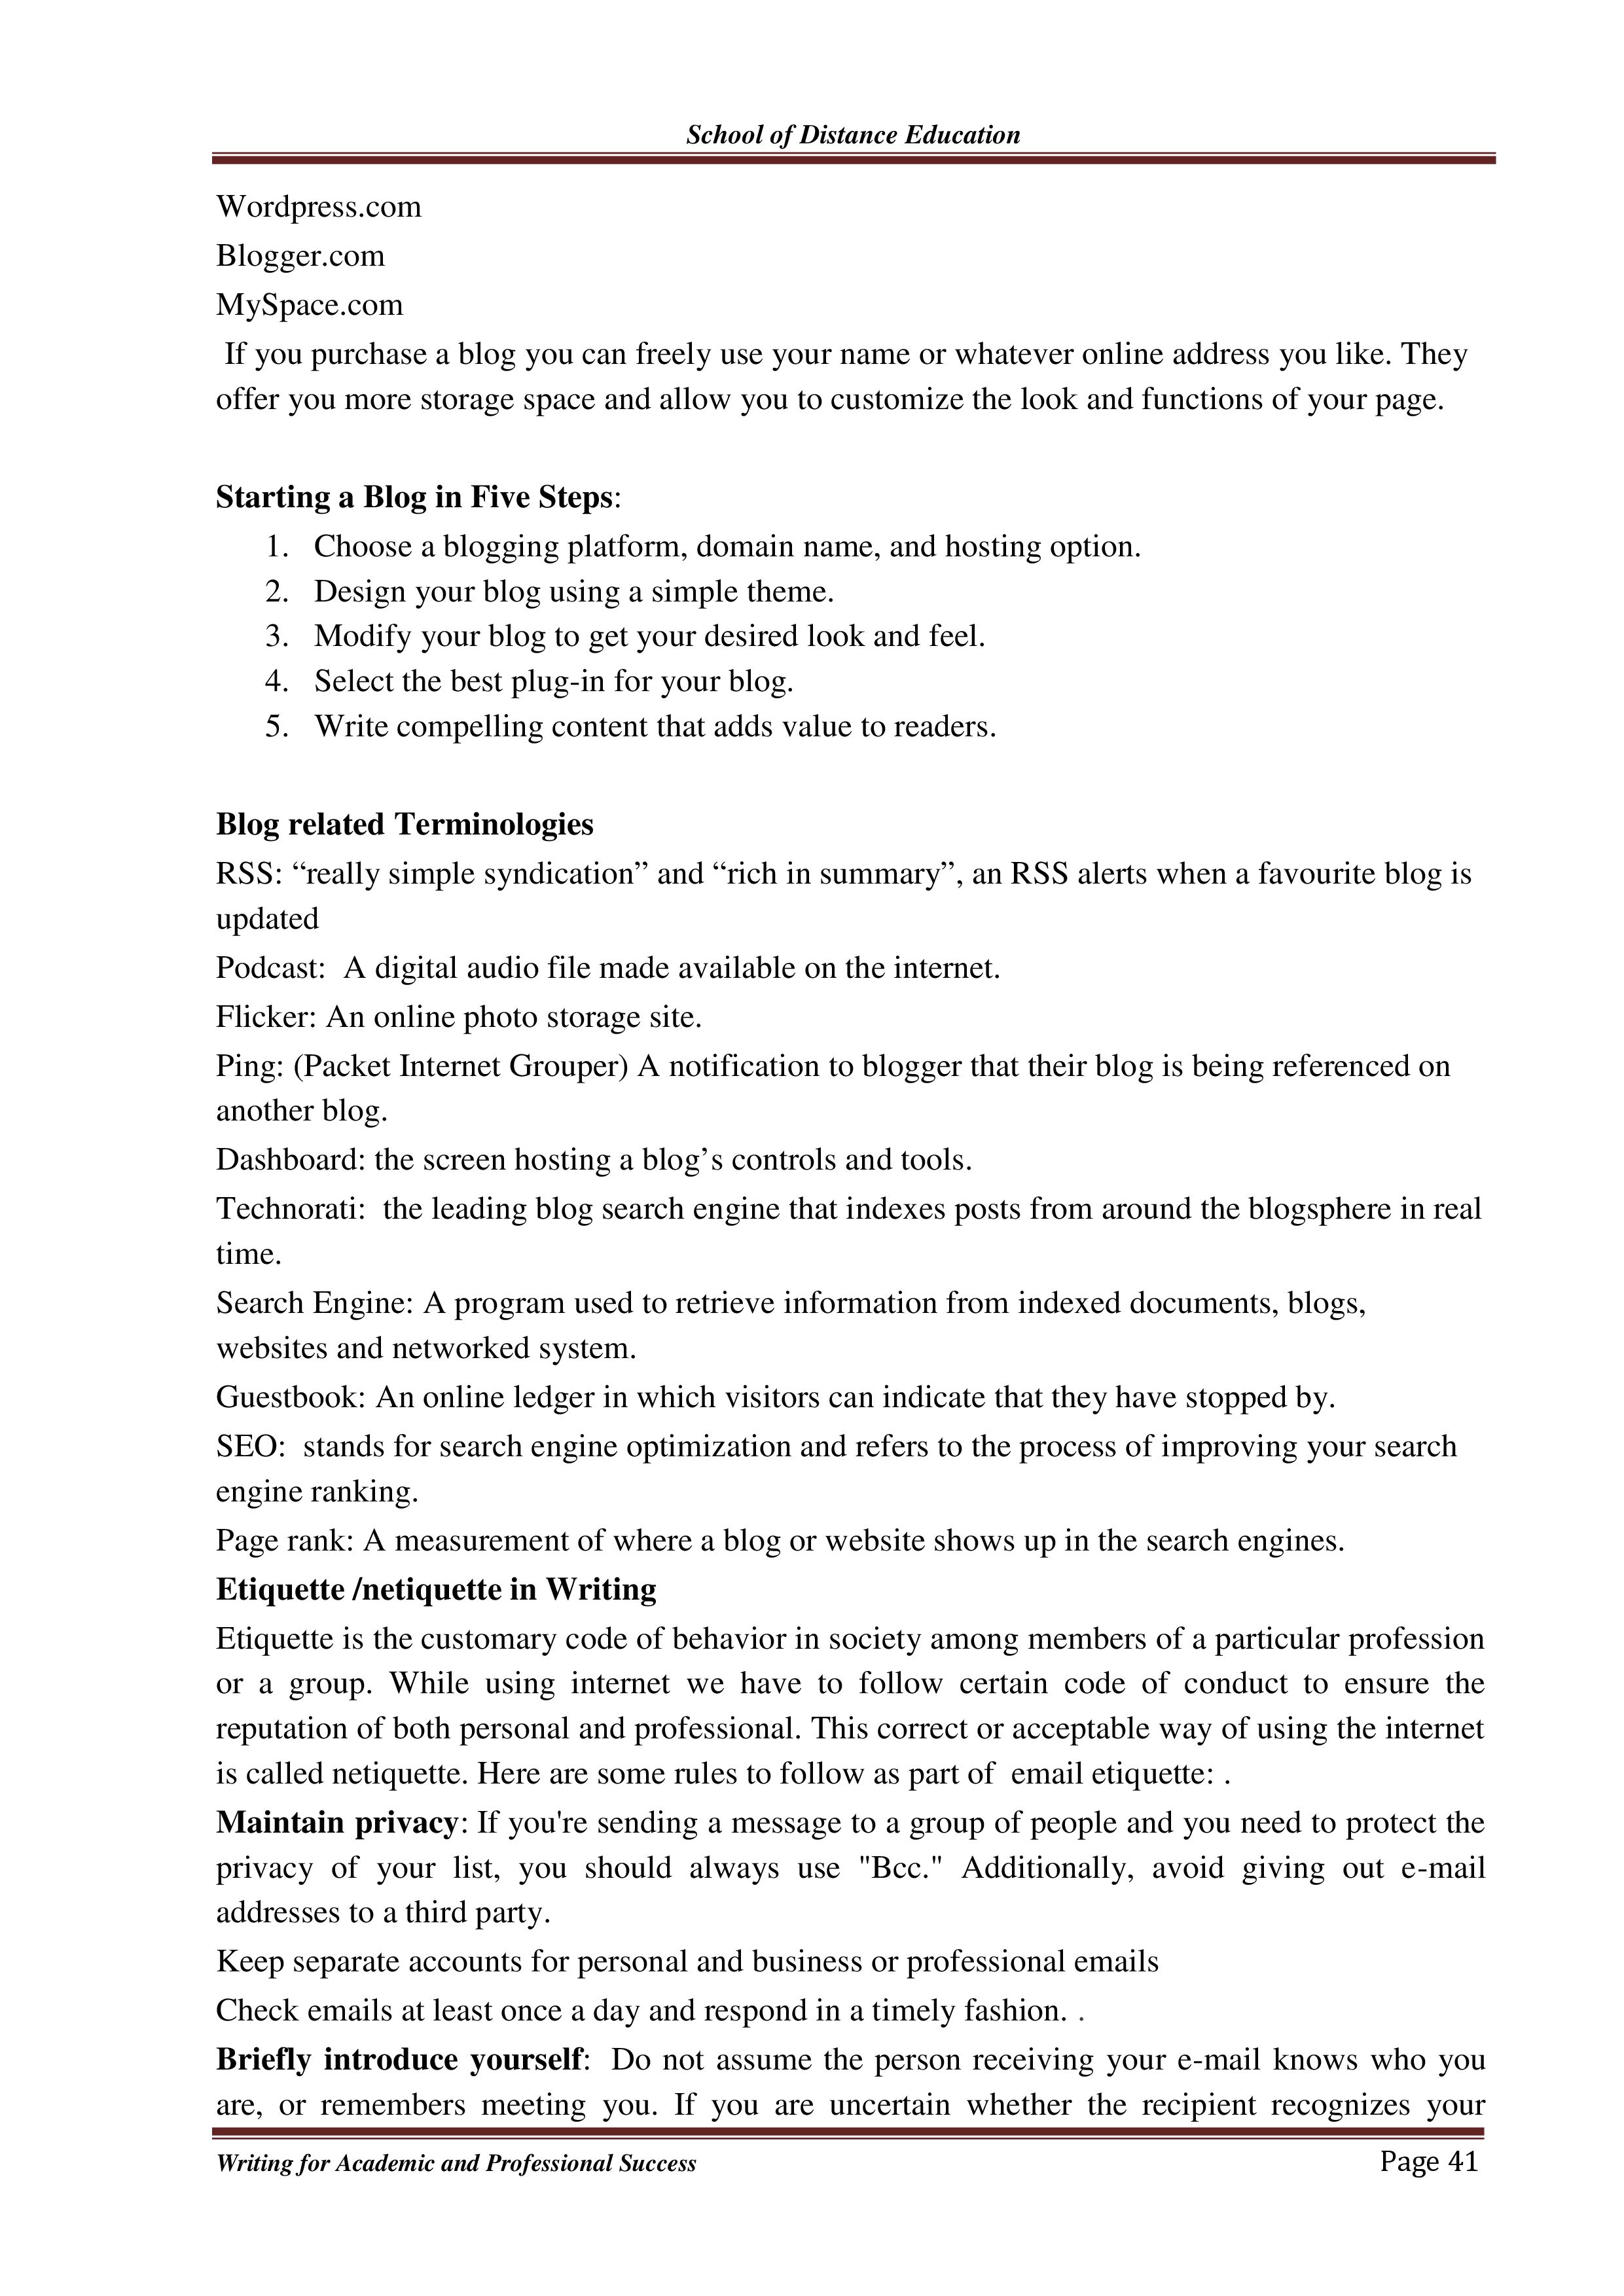 School of Distance Education
Wordpress.com
Blogger.com
MySpace.com
If you purchase a blog you can freely use your name or whatever online address you like. They
offer you more storage space and allow you to customize the look and functions of your page.
Starting a Blog in Five Steps:
1. Choose a blogging platform, domain name, and hosting option.
2. Design your blog using a simple theme.
3. Modify your blog to get your desired look and feel.
4. Select the best plug-in for your blog.
5. Write compelling content that adds value to readers.
Blog related Terminologies
RSS: “really simple syndication” and “rich in summary”, an RSS alerts when a favourite blog is
updated
Podcast: A digital audio file made available on the internet.
Flicker: An online photo storage site.
Ping: (Packet Internet Grouper) A notification to blogger that their blog is being referenced on
another blog.
Dashboard: the screen hosting a blog’s controls and tools.
Technorati: the leading blog search engine that indexes posts from around the blogsphere in real
time.
Search Engine: A program used to retrieve information from indexed documents, blogs,
websites and networked system.
Guestbook: An online ledger in which visitors can indicate that they have stopped by.
SEO: stands for search engine optimization and refers to the process of improving your search
engine ranking.
Page rank: A measurement of where a blog or website shows up in the search engines.
Etiquette /netiquette in Writing
Etiquette is the customary code of behavior in society among members of a particular profession
or a group. While using internet we have to follow certain code of conduct to ensure the
reputation of both personal and professional. This correct or acceptable way of using the internet
is called netiquette. Here are some rules to follow as part of email etiquette: .
Maintain privacy: If you're sending a message to a group of people and you need to protect the
privacy of your list, you should always use "Bcc." Additionally, avoid giving out e-mail
addresses to a third party.
Keep separate accounts for personal and business or professional emails
Check emails at least once a day and respond in a timely fashion. .
Briefly introduce yourself: Do not assume the person receiving your e-mail knows who you
are, or remembers meeting you. If you are uncertain whether the recipient recognizes your
Writing for Academic and Professional Success Page 41